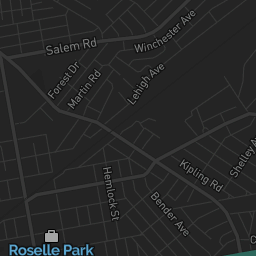 Winchester Ave
Salem Rd
Forest Dr
Martin Rd
Lehigh Ave
Shelley A
Kipling Rd
Hemlock St
Bender Ave
Roselle Park